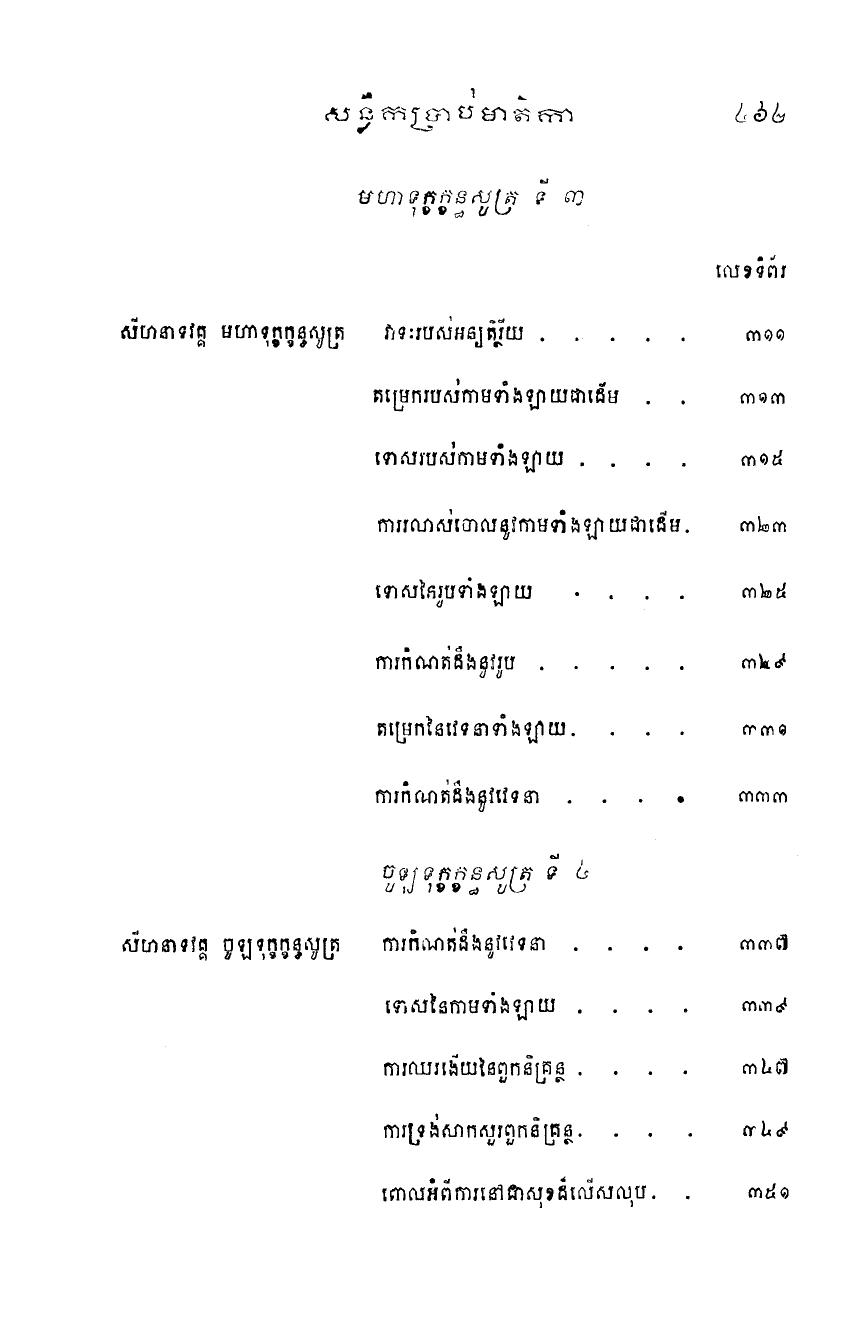 សន្លឹកប្រាប់មាតិកា ៤៦២
មហាទុក្ខក្ខន្ធសូត្រ ទី ៣
លេខទំព័រ
សីហនាទវគ្គ មហាទុក្ខក្ខន្ធសូត្រ វាទៈរបស់អន្យតិរ្ថិយ . . . . . ៣១១
តម្រេករបស់កាមទាំងឡាយជាដើម . . ៣១៣
ទោសរបស់កាមទាំងឡាយ . . . . ៣១៥
ការរលាស់ចោលនូវកាមទាំងឡាយជាដើម . ៣២៣
ទោសនៃរូបទាំងឡាយ . . . . ៣២៥
ការកំណត់ដឹងនូវរូប . . . . . ៣២៩
តម្រេកនៃវេទនាទាំងឡាយ . . . . ៣៣១
ការកំណត់ដឹងនូវវេទនា . . . . ៣៣៣
ចូឡទុក្ខក្ខន្ធសូត្រ ទី ៤
សីហនាទវគ្គ ចូឡទុក្ខក្ខន្ធសូត្រ ការកំណត់ដឹងនូវវេទនា . . . . ៣៣៧
ទោសនៃកាមទាំងឡាយ . . . . ៣៣៩
ការឈរងើយនៃពួកនិគ្រន្ថ . . . . ៣៤៧
ការទ្រង់សាកសួរពួកនិគ្រន្ថ . . . . ៣៤៩
ពោលអំពីការនៅជាសុខដ៏លើសលុប . . ៣៥១